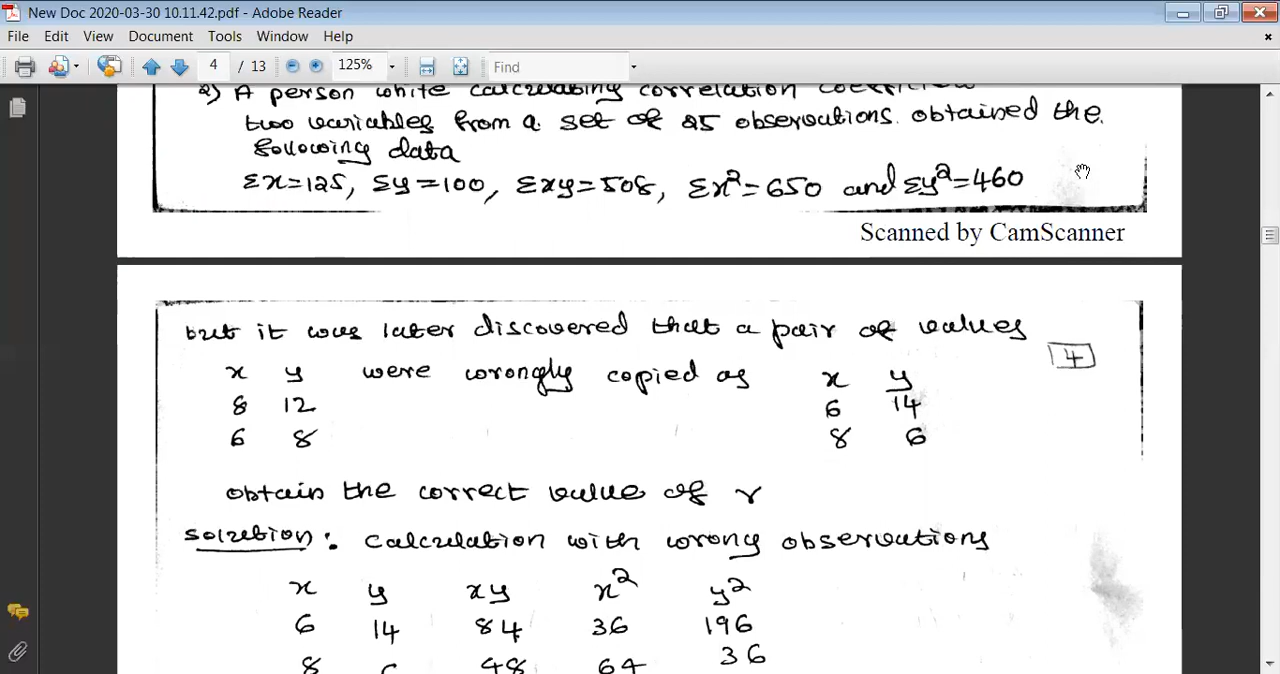 New Doc 2020-03-30 10.11.42.pdf - Adobe Reader
File Edit View Document Tools Window Help
4 / 13 125% Find
2) A person while calculating correlation coefficient
two variables from a set of 25 observations. obtained the
following data
Σx=125, Σy=100, Σxy=508, Σx²=650 and Σy²=460
Scanned by CamScanner
but it was later discovered that a pair of values
4
x y were wrongly copied as x y
8 12 6 14
6 8 8 6
obtain the correct value of r
solution: calculation with wrong observations
x y xy x² y²
6 14 84 36 196
8 6 48 64 36